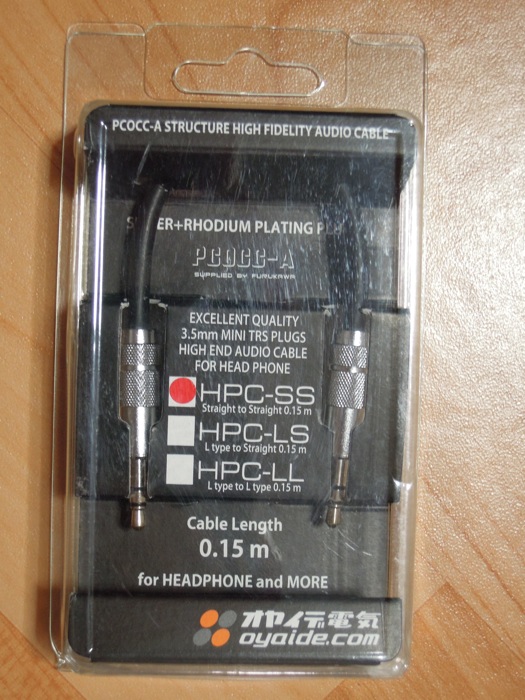 PCOCC-A STRUCTURE HIGH FIDELITY AUDIO CABLE
+RHODIUM PLATING
PCOCC-A
SUPPLIED BY FURUKAWA
EXCELLENT QUALITY
3.5mm MINI TRS PLUGS
HIGH END AUDIO CABLE
FOR HEAD PHONE
HPC-SS
Straight to Straight 0.15 m
HPC-LS
L type to Straight 0.15 m
HPC-LL
L type to L type 0.15 m
Cable Length
0.15 m
for HEADPHONE and MORE
オヤイデ電気
oyaide.com